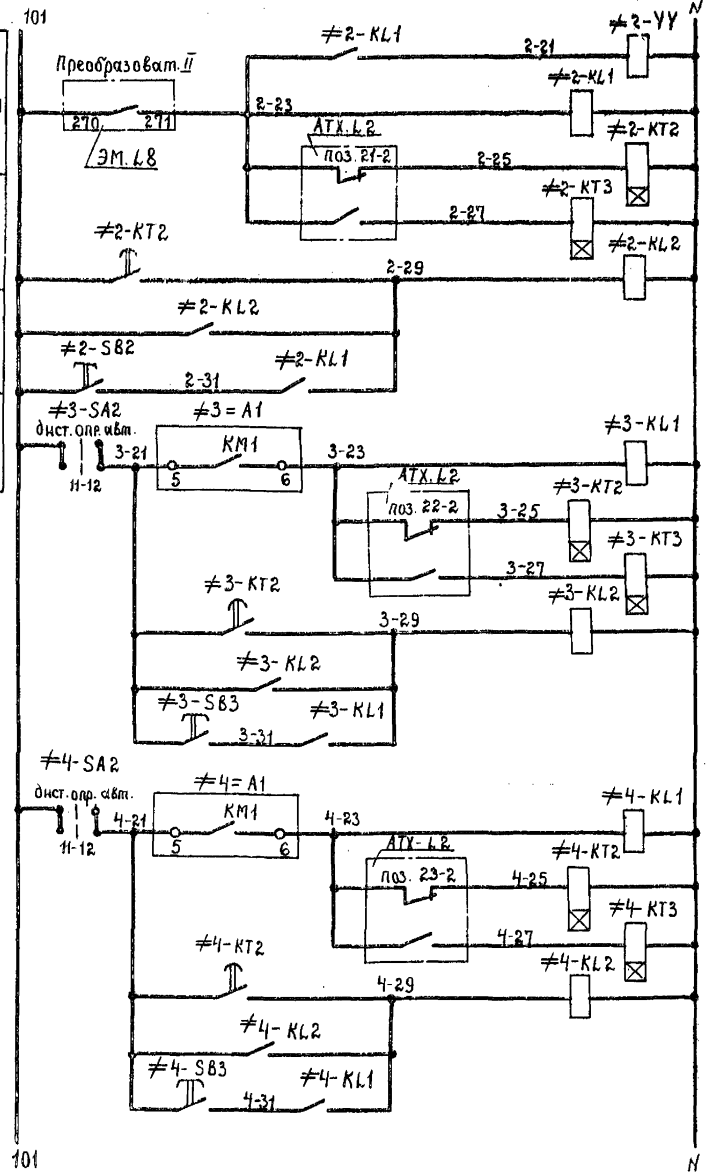 101
N
≠2-KL1
2-21
≠2-УУ
Преобразоват. II
270 271
ЭМ.L8
2-23
≠2-KL1
АТХ.L2
поз. 21-2
2-25
≠2-КТ2
2-27
≠2-КТ3
≠2-КТ2
2-29
≠2-KL2
≠2-KL2
≠2-SB2
2-31
≠2-KL1
≠3-SA2
дист. опр. авт.
11-12
3-21
≠3=А1
5
КМ1
6
3-23
≠3-KL1
АТХ.L2
поз. 22-2
3-25
≠3-КТ2
3-27
≠3-КТ3
≠3-КТ2
3-29
≠3-KL2
≠3-KL2
≠3-SB3
3-31
≠3-KL1
≠4-SA2
дист. опр. авт.
11-12
4-21
≠4=А1
5
КМ1
6
4-23
≠4-KL1
АТХ-L2
поз. 23-2
4-25
≠4-КТ2
4-27
≠4-КТ3
≠4-КТ2
4-29
≠4-KL2
≠4-KL2
≠4-SB3
4-31
≠4-KL1
101
N